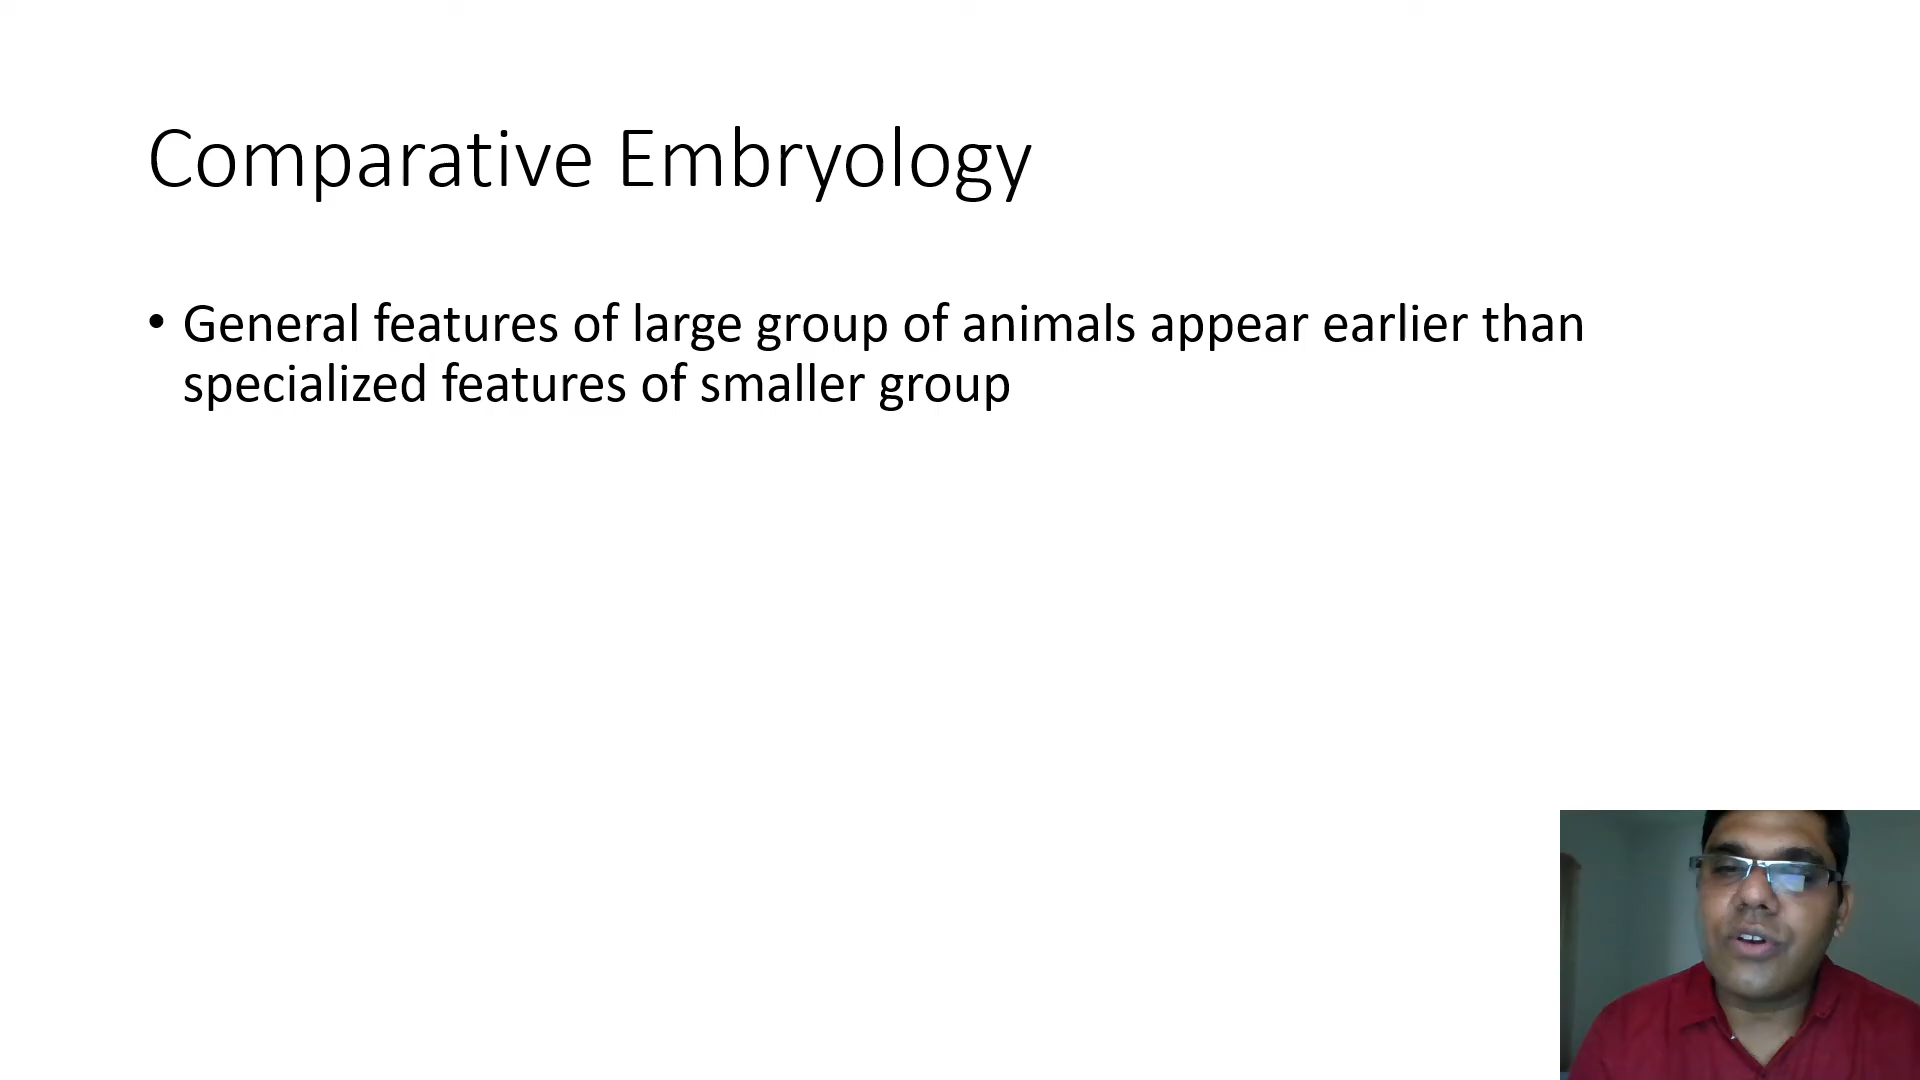 Comparative Embryology
• General features of large group of animals appear earlier than
specialized features of smaller group